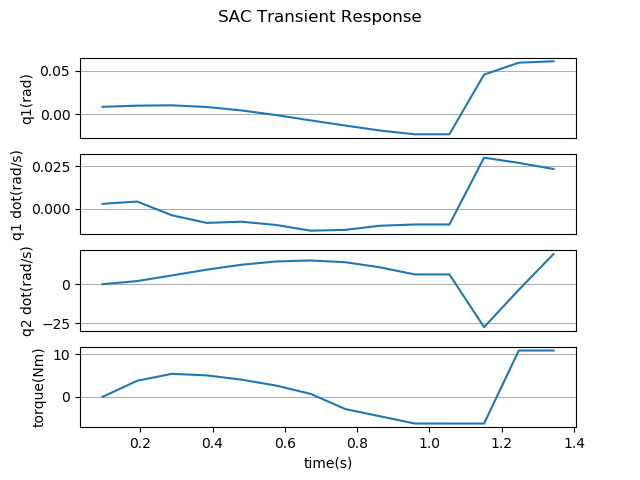 SAC Transient Response
0.05
0.00
q1(rad)
0.025
0.000
q1 dot(rad/s)
0
−25
q2 dot(rad/s)
10
0
torque(Nm)
0.2 0.4 0.6 0.8 1.0 1.2 1.4
time(s)